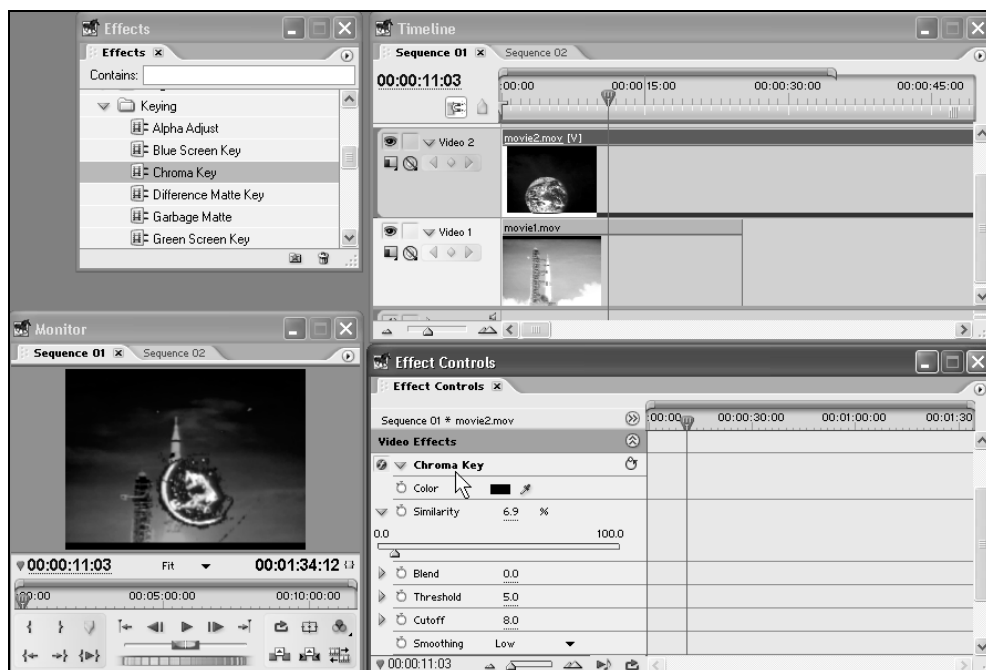 Effects
Effects
Contains:
Keying
Alpha Adjust
Blue Screen Key
Chroma Key
Difference Matte Key
Garbage Matte
Green Screen Key
Timeline
Sequence 01 Sequence 02
00:00:11:03
:00:00 00:00:15:00 00:00:30:00 00:00:45:00
Video 2
movie2.mov [V]
Video 1
movie1.mov
Monitor
Sequence 01 Sequence 02
00:00:11:03 Fit 00:01:34:12
00:00 00:05:00:00 00:10:00:00
Effect Controls
Effect Controls
Sequence 01 * movie2.mov
:00:00 00:00:30:00 00:01:00:00 00:01:30
Video Effects
Chroma Key
Color
Similarity 6.9 %
0.0 100.0
Blend 0.0
Threshold 5.0
Cutoff 8.0
Smoothing Low
00:00:11:03